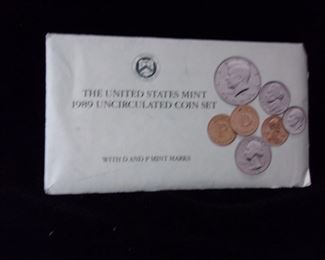 THE UNITED STATES MINT
1989 UNCIRCULATED COIN SET
WITH D AND P MINT MARKS